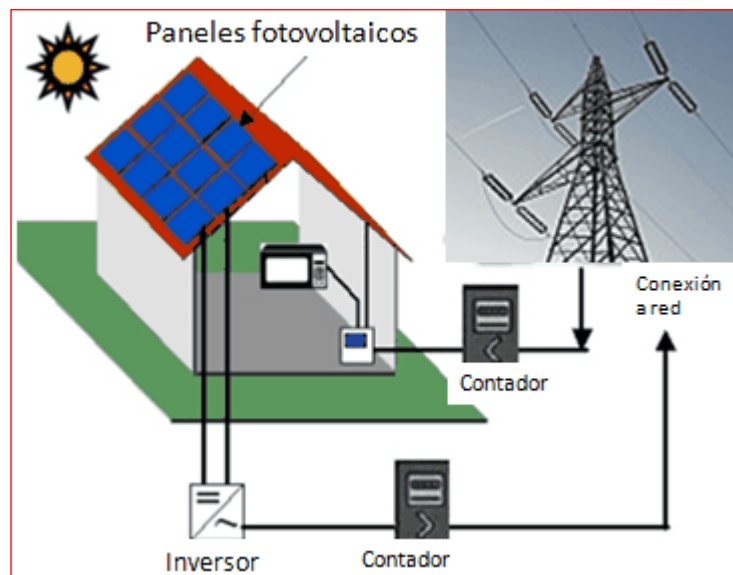 Paneles fotovoltaicos
Conexión
a red
Contador
Inversor
Contador